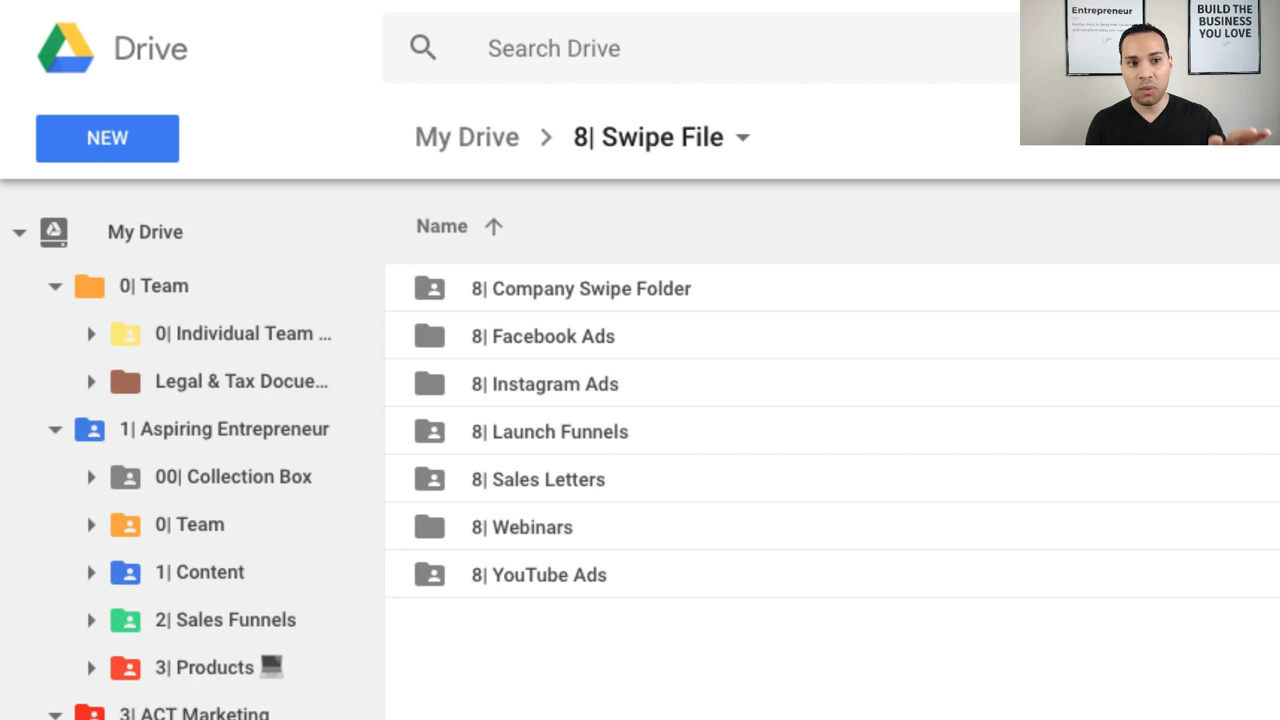 Drive
Search Drive
Entrepreneur
BUILD THE
BUSINESS
YOU LOVE
NEW
My Drive > 8| Swipe File
My Drive
0| Team
0| Individual Team ...
Legal & Tax Docue...
1| Aspiring Entrepreneur
00| Collection Box
0| Team
1| Content
2| Sales Funnels
3| Products
3| ACT Marketing
Name
8| Company Swipe Folder
8| Facebook Ads
8| Instagram Ads
8| Launch Funnels
8| Sales Letters
8| Webinars
8| YouTube Ads